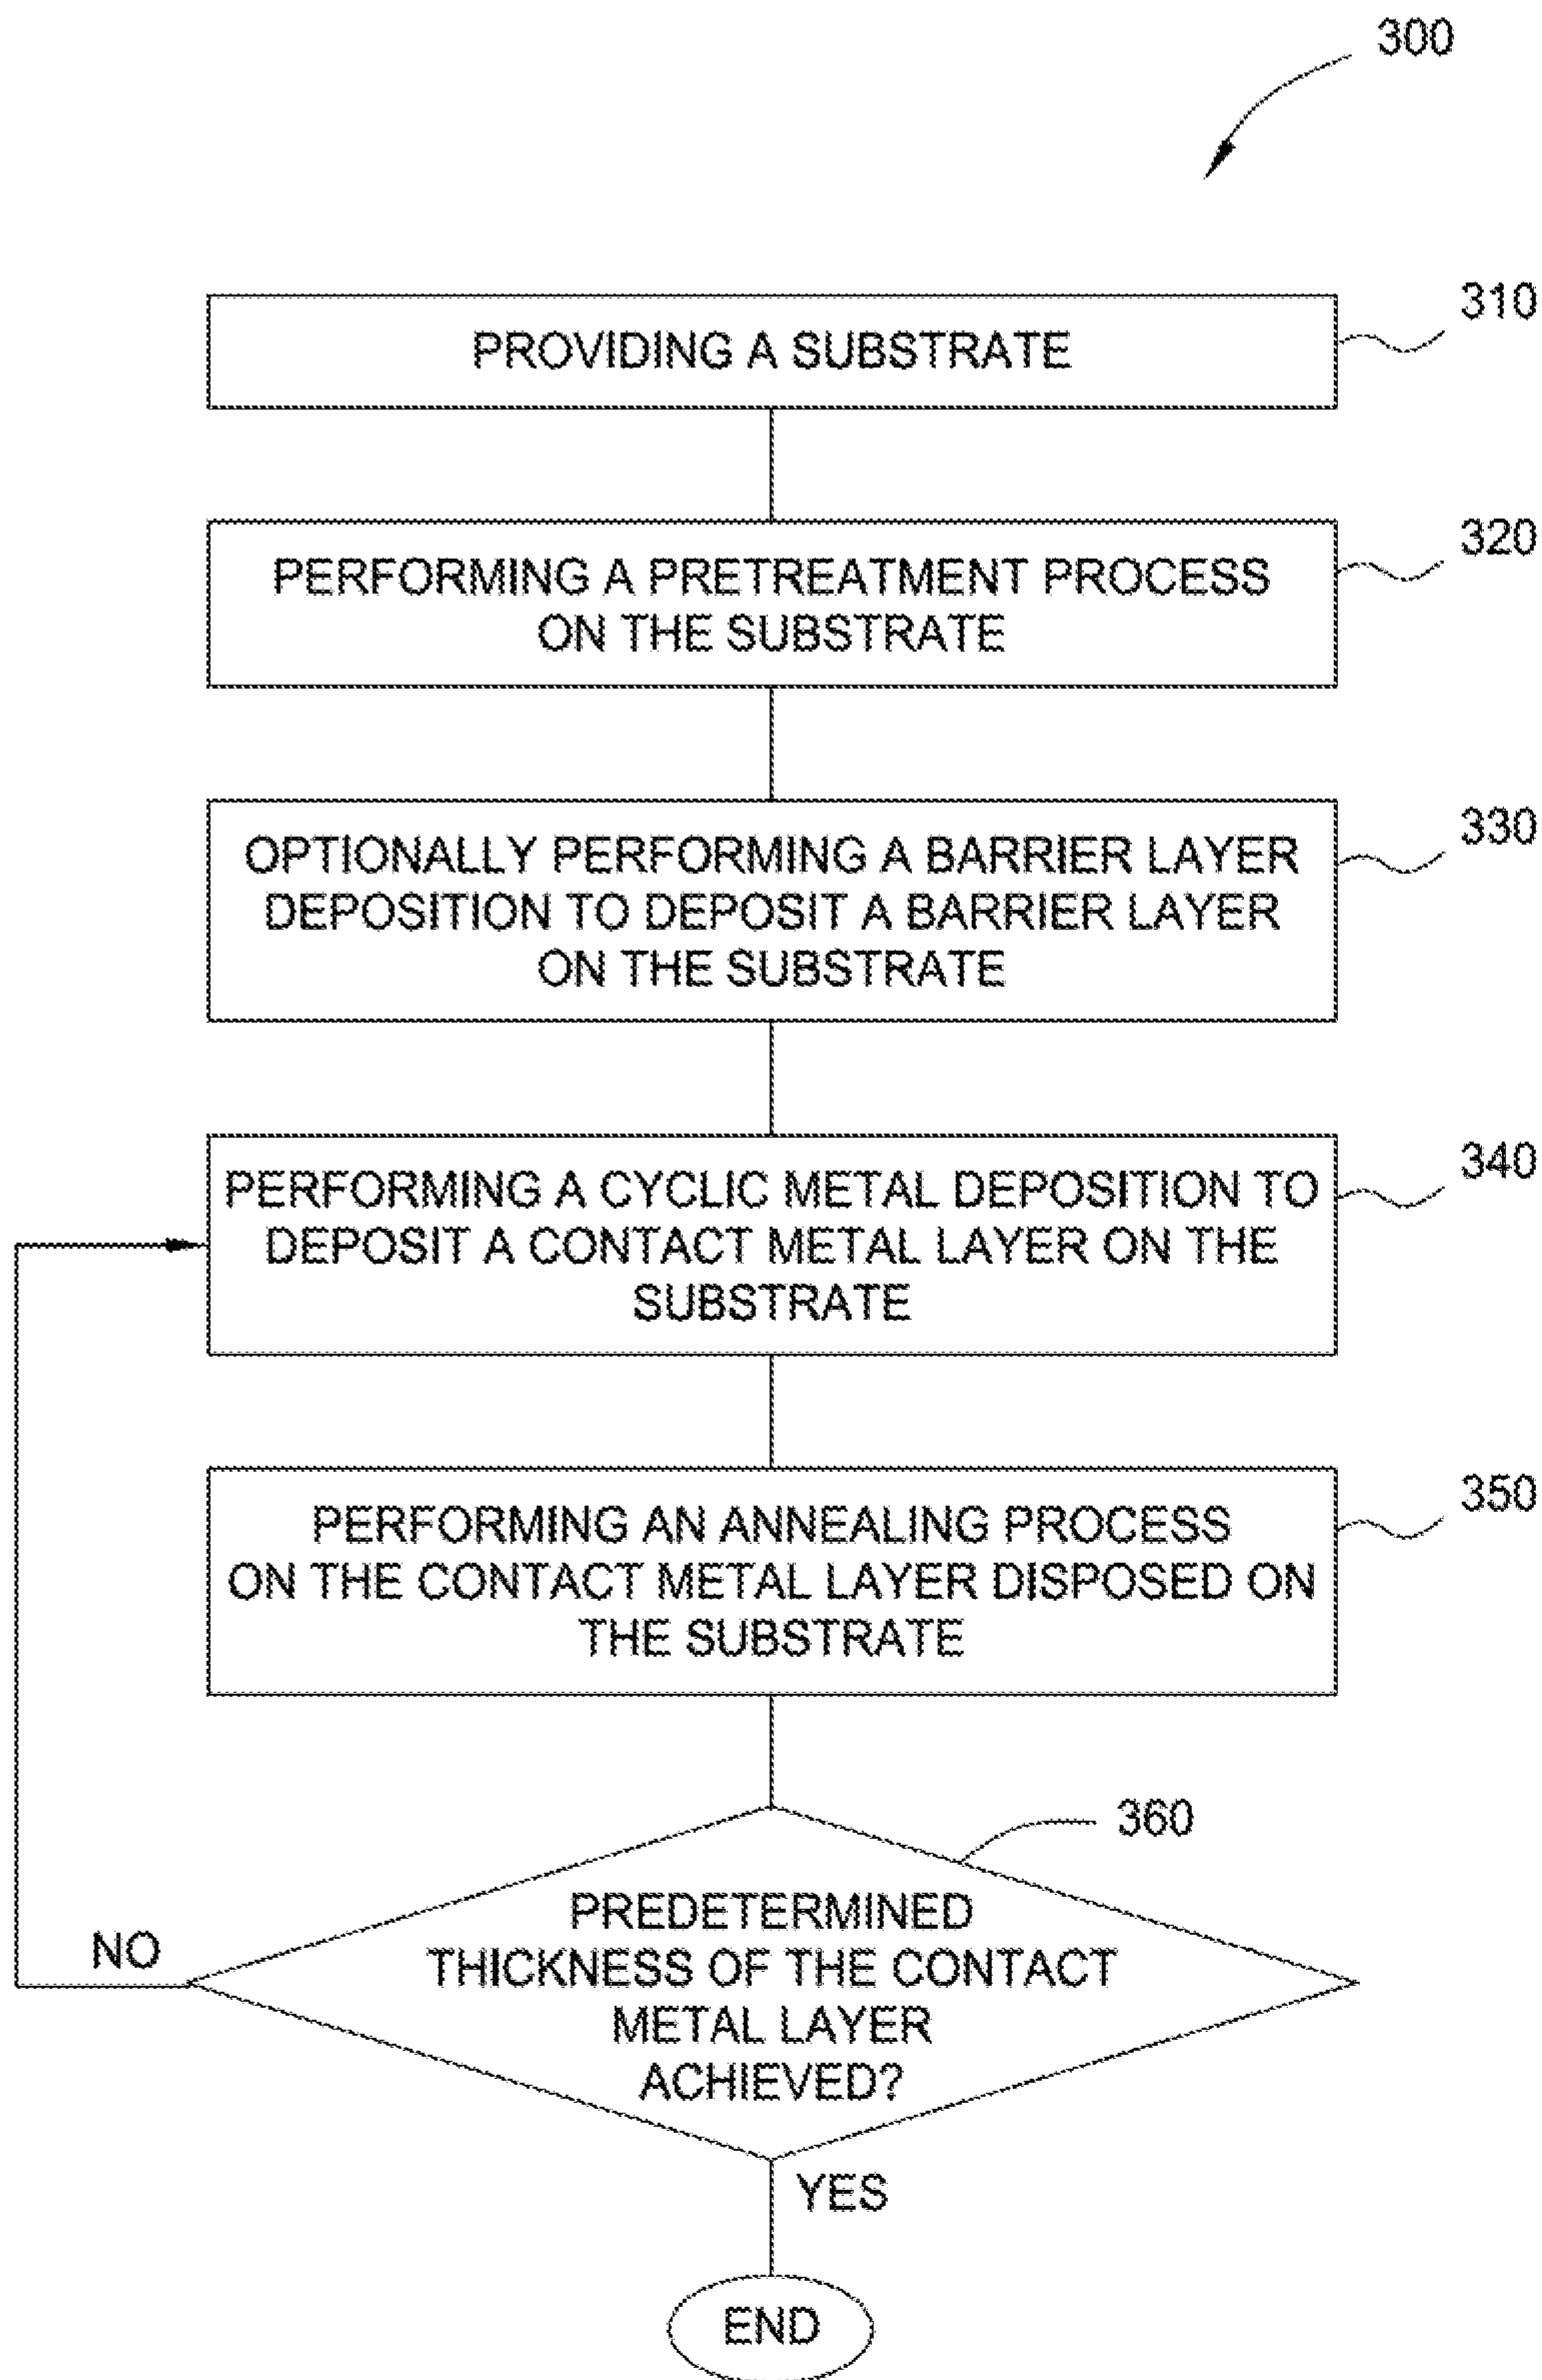 300
PROVIDING A SUBSTRATE
310
PERFORMING A PRETREATMENT PROCESS
ON THE SUBSTRATE
320
OPTIONALLY PERFORMING A BARRIER LAYER
DEPOSITION TO DEPOSIT A BARRIER LAYER
ON THE SUBSTRATE
330
PERFORMING A CYCLIC METAL DEPOSITION TO
DEPOSIT A CONTACT METAL LAYER ON THE
SUBSTRATE
340
PERFORMING AN ANNEALING PROCESS
ON THE CONTACT METAL LAYER DISPOSED ON
THE SUBSTRATE
350
360
PREDETERMINED
THICKNESS OF THE CONTACT
METAL LAYER
ACHIEVED?
NO
YES
END